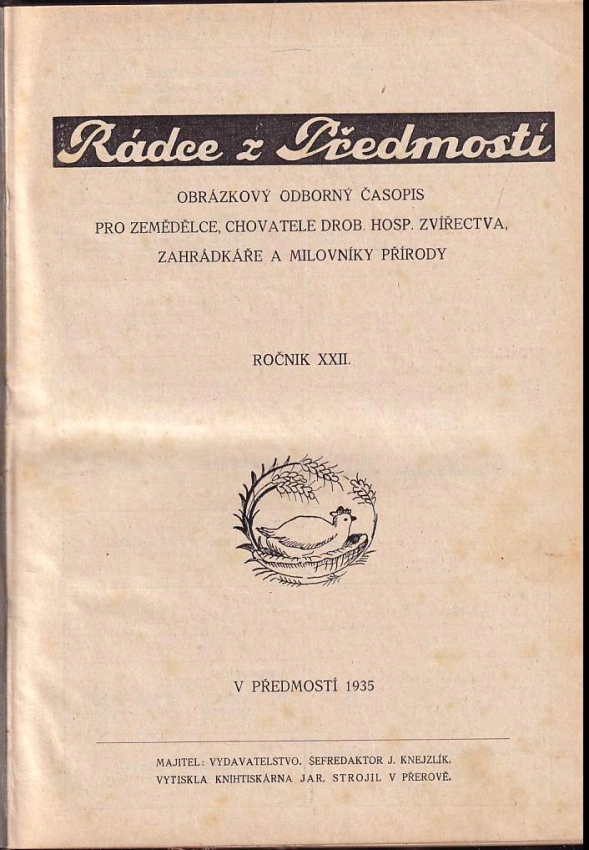 Rádce z Předmostí
OBRÁZKOVÝ ODBORNÝ ČASOPIS
PRO ZEMĚDĚLCE, CHOVATELE DROB. HOSP. ZVÍŘECTVA,
ZAHRÁDKÁŘE A MILOVNÍKY PŘÍRODY
ROČNIK XXII.
V PŘEDMOSTÍ 1935
MAJITEL: VYDAVATELSTVO. ŠEFREDAKTOR J. KNEJZLÍK.
VYTISKLA KNIHTISKÁRNA JAR. STROJIL V PŘEROVĚ.